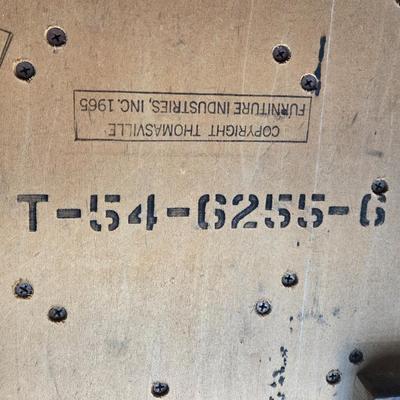 COPYRIGHT THOMASVILLE
FURNITURE INDUSTRIES, INC. 1965
T-54-6255-6